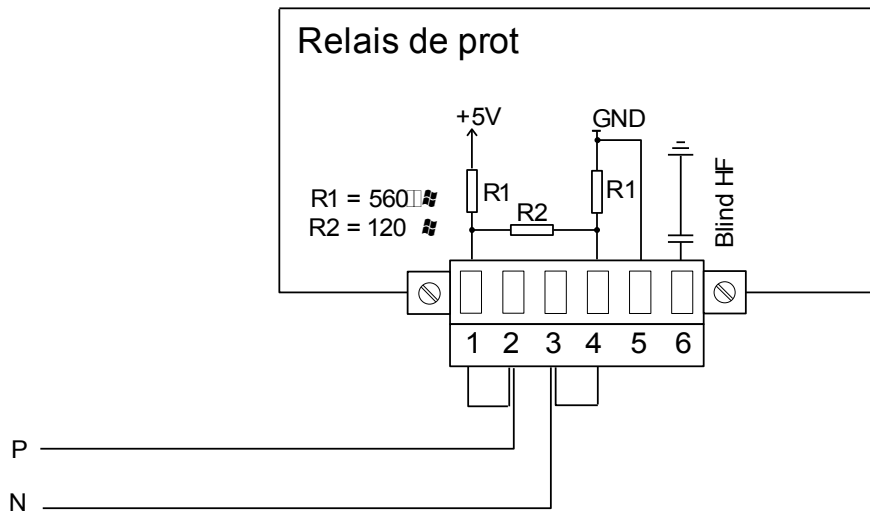 Relais de prot
+5V
GND
R1
R1
R2
R1 = 560
R2 = 120
Blind HF
1 2 3 4 5 6
P
N